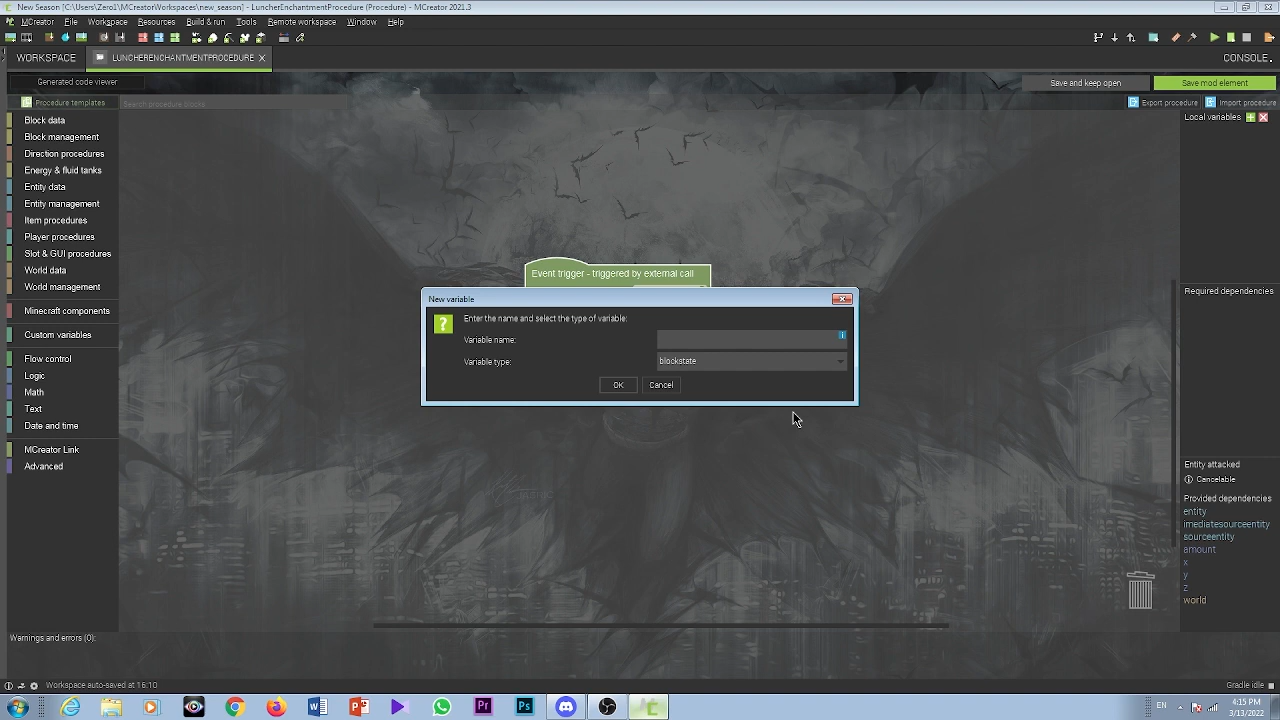 New Season [C:\Users\Zero1\MCreatorWorkspaces\new_season] - LuncherEnchantmentProcedure (Procedure) - MCreator 2021.3
MCreator File Workspace Resources Build & run Tools Remote workspace Window Help
WORKSPACE LUNCHERENCHANTMENTPROCEDURE CONSOLE
Generated code viewer Save and keep open Save mod element
Procedure templates Search procedure blocks Export procedure Import procedure
Block data
Block management
Direction procedures
Energy & fluid tanks
Entity data
Entity management
Item procedures
Player procedures
Slot & GUI procedures
World data
World management
Minecraft components
Custom variables
Flow control
Logic
Math
Text
Date and time
MCreator Link
Advanced
Event trigger - triggered by external call
New variable
Enter the name and select the type of variable:
Variable name:
Variable type: blockstate
OK Cancel
Local variables
Required dependencies
Entity attacked
Cancelable
Provided dependencies
entity
imediatesourceentity
sourceentity
amount
x
y
z
world
Warnings and errors [0]:
Workspace auto-saved at 16:10 Gradle idle
W P Pr Ps EN 4:15 PM
3/13/2022